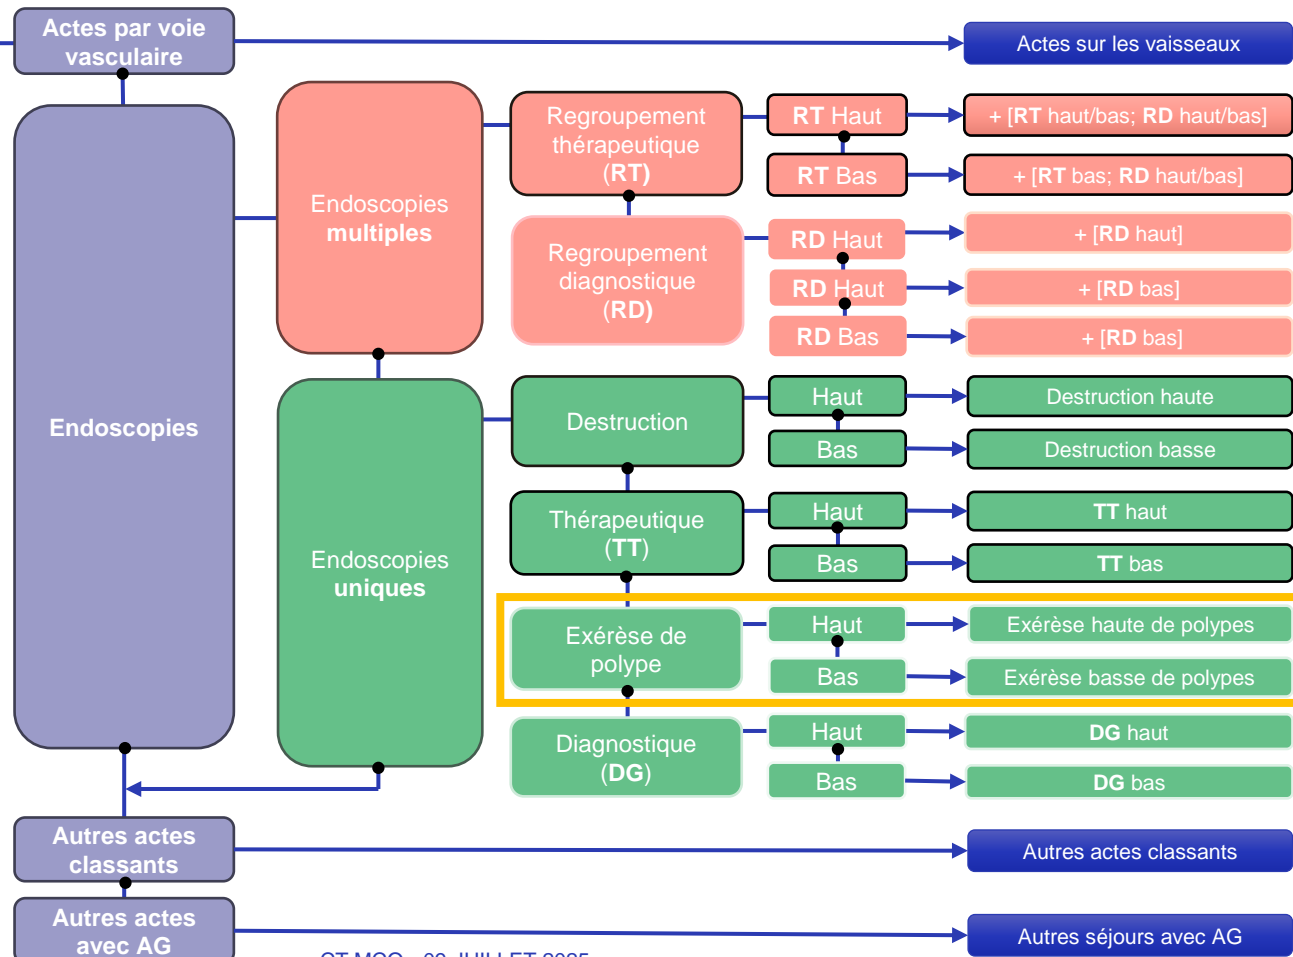 Actes par voie
vasculaire
Actes sur les vaisseaux
Endoscopies
Endoscopies
multiples
Regroupement
thérapeutique
(RT)
RT Haut
+ [RT haut/bas; RD haut/bas]
RT Bas
+ [RT bas; RD haut/bas]
Regroupement
diagnostique
(RD)
RD Haut
+ [RD haut]
RD Haut
+ [RD bas]
RD Bas
+ [RD bas]
Endoscopies
uniques
Destruction
Haut
Destruction haute
Bas
Destruction basse
Thérapeutique
(TT)
Haut
TT haut
Bas
TT bas
Exérèse de
polype
Haut
Exérèse haute de polypes
Bas
Exérèse basse de polypes
Diagnostique
(DG)
Haut
DG haut
Bas
DG bas
Autres actes
classants
Autres actes classants
Autres actes
avec AG
Autres séjours avec AG